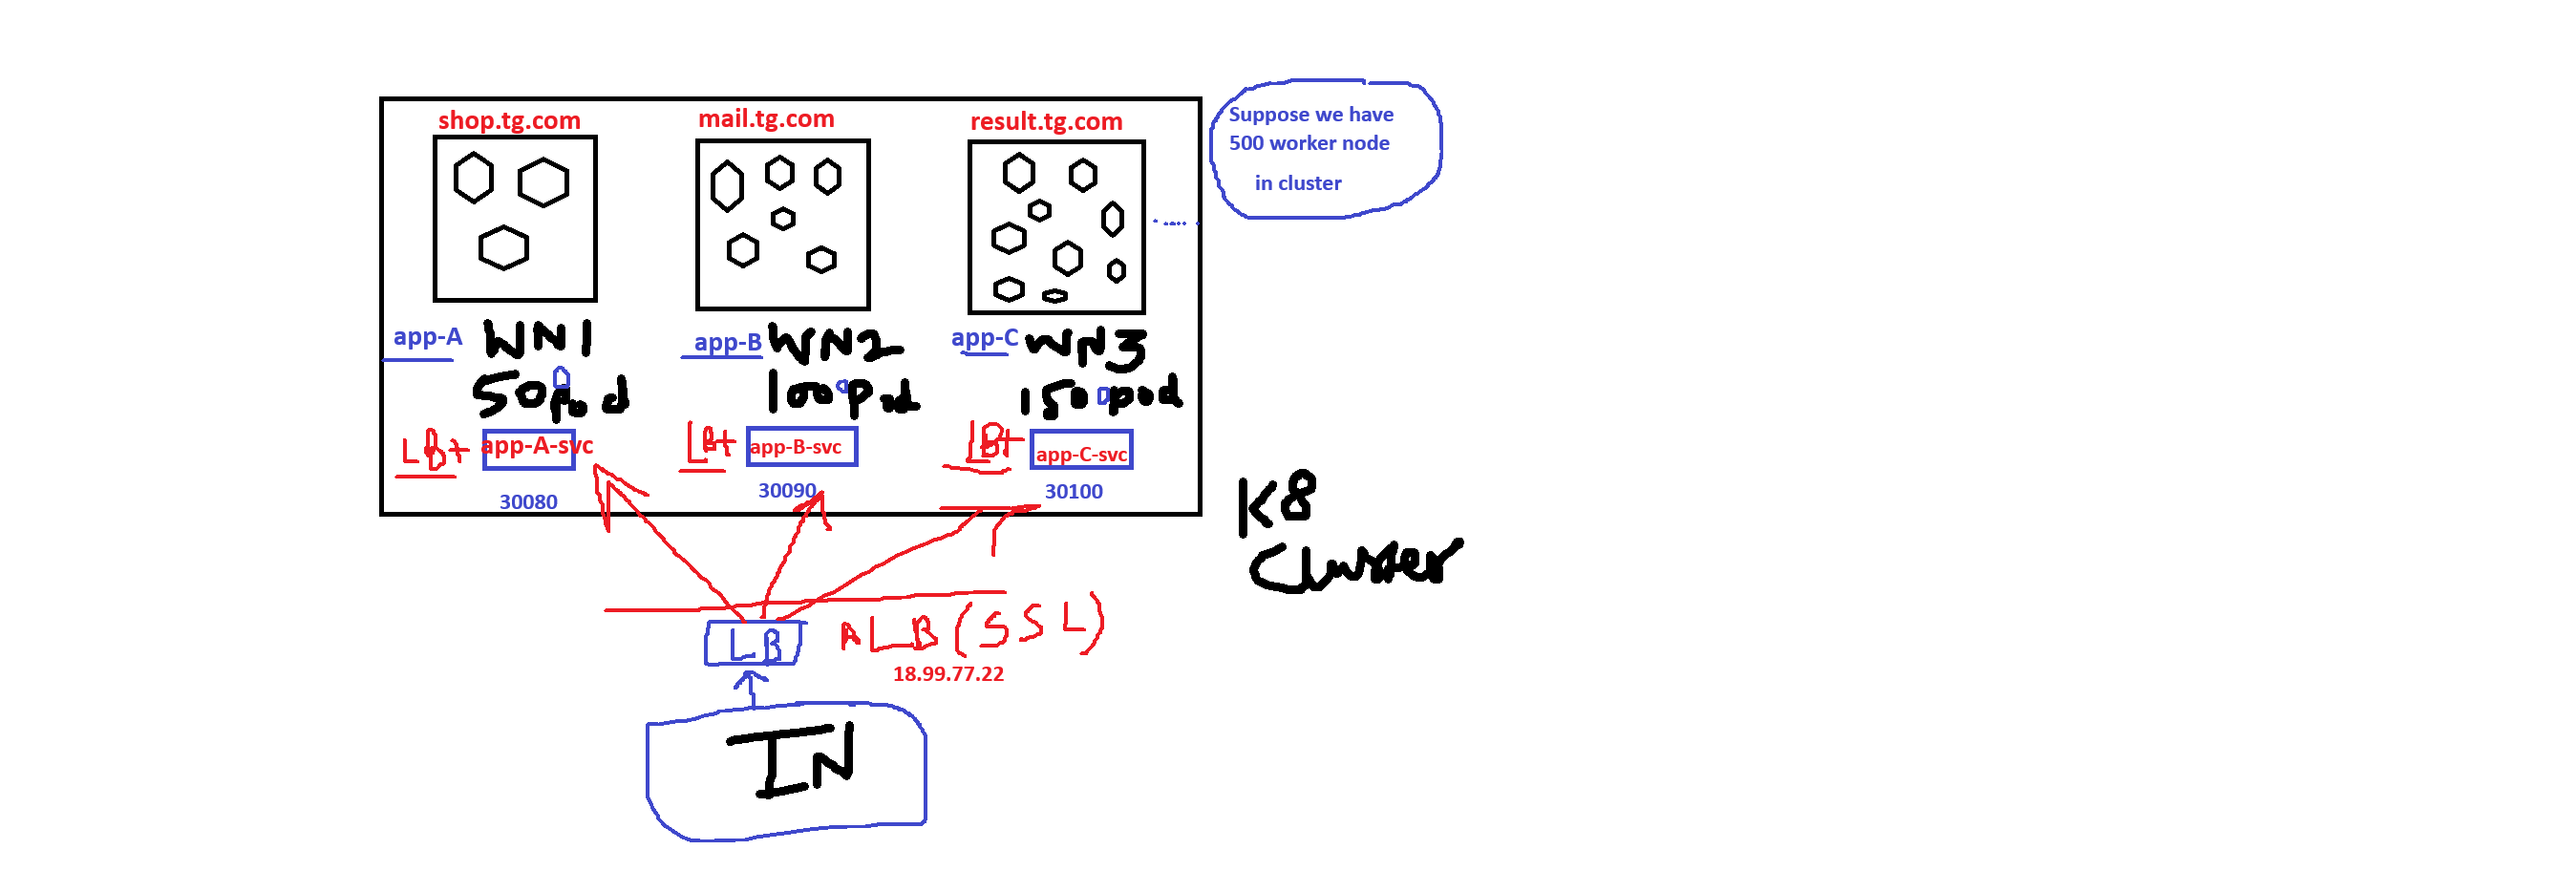 shop.tg.com
mail.tg.com
result.tg.com
Suppose we have
500 worker node
in cluster
app-A
WN1
app-B
WN2
app-C
WN3
50pod
100pod
150pod
LB+
app-A-svc
LB+
app-B-svc
LB+
app-C-svc
30080
30090
30100
K8
Cluster
LB
ALB (SSL)
18.99.77.22
IN